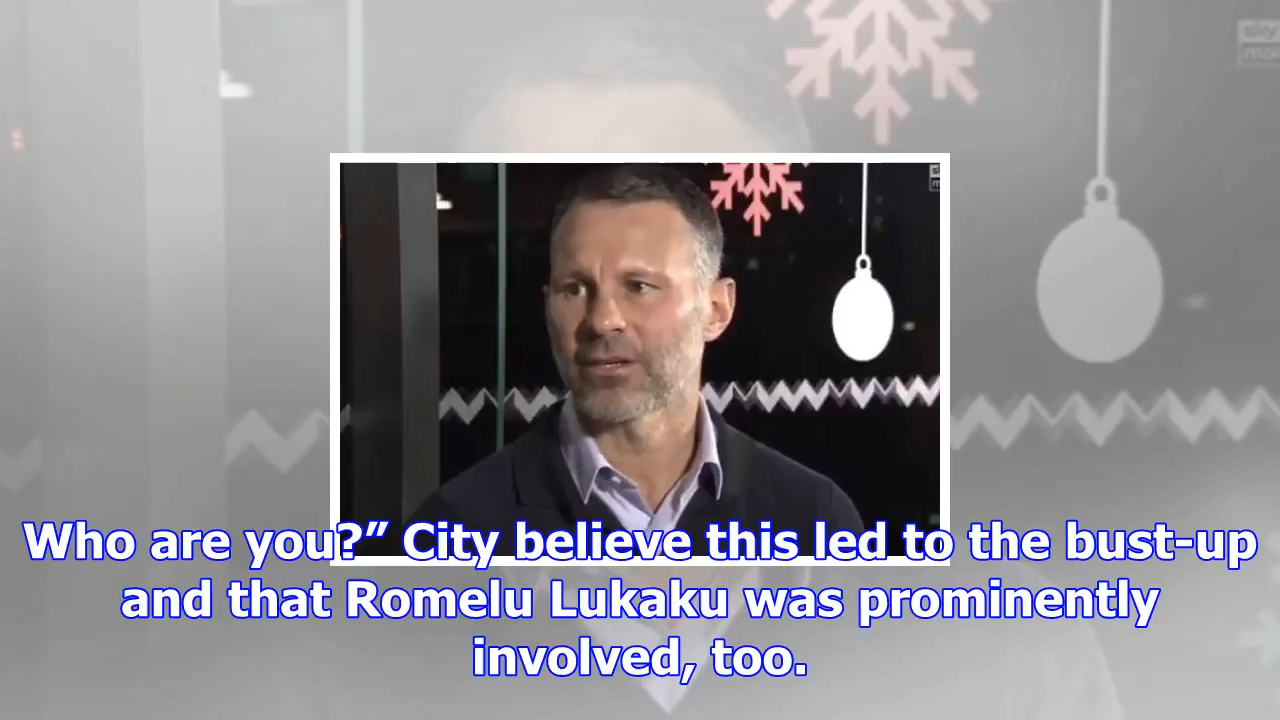 sky
Who are you?” City believe this led to the bust-up
and that Romelu Lukaku was prominently
involved, too.